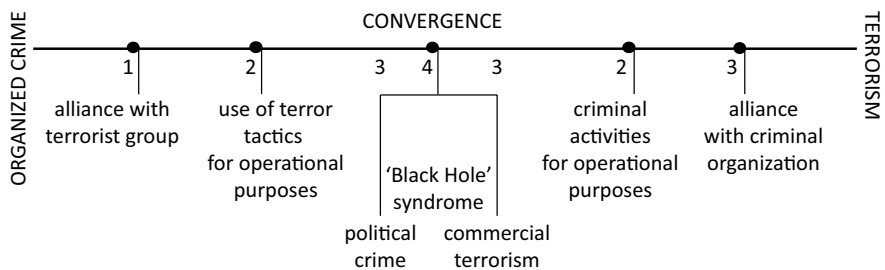 CONVERGENCE
ORGANIZED CRIME
TERRORISM
1
2
3
4
3
2
3
alliance with
terrorist group
use of terror
tactics
for operational
purposes
'Black Hole'
syndrome
political
crime
commercial
terrorism
criminal
activities
for operational
purposes
alliance
with criminal
organization